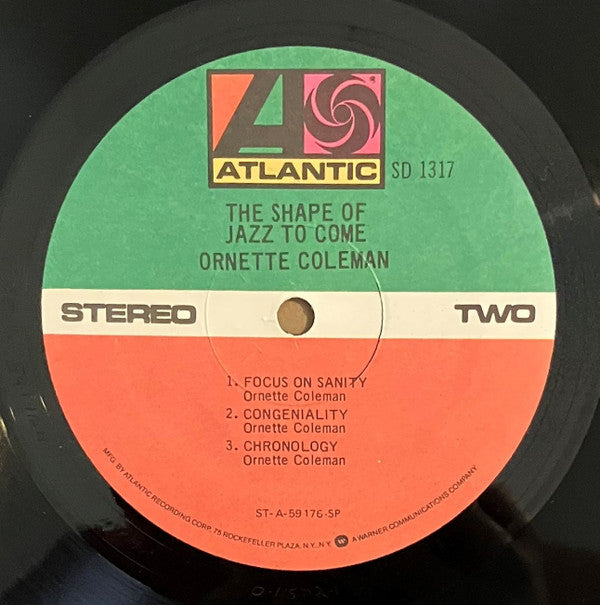 ATLANTIC
SD 1317
THE SHAPE OF
JAZZ TO COME
ORNETTE COLEMAN
STEREO
TWO
1. FOCUS ON SANITY
Ornette Coleman
2. CONGENIALITY
Ornette Coleman
3. CHRONOLOGY
Ornette Coleman
ST-A-59176-SP
MFG. BY ATLANTIC RECORDING CORP. 75 ROCKEFELLER PLAZA, N.Y., N.Y. A WARNER COMMUNICATIONS COMPANY